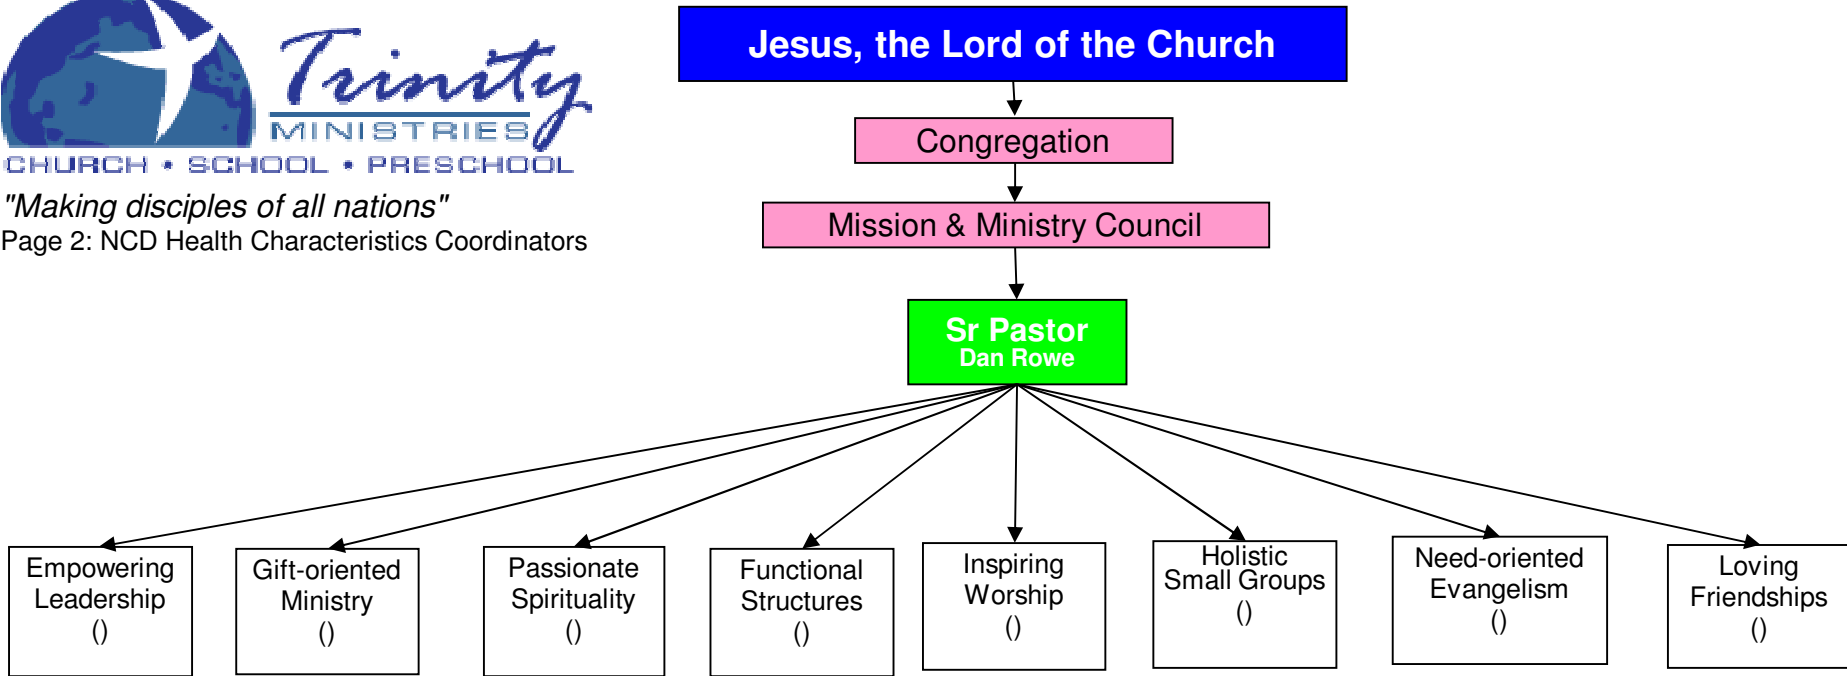 Trinity
MINISTRIES
CHURCH • SCHOOL • PRESCHOOL
"Making disciples of all nations"
Page 2: NCD Health Characteristics Coordinators
Jesus, the Lord of the Church
Congregation
Mission & Ministry Council
Sr Pastor
Dan Rowe
Empowering
Leadership
()
Gift-oriented
Ministry
()
Passionate
Spirituality
()
Functional
Structures
()
Inspiring
Worship
()
Holistic
Small Groups
()
Need-oriented
Evangelism
()
Loving
Friendships
()